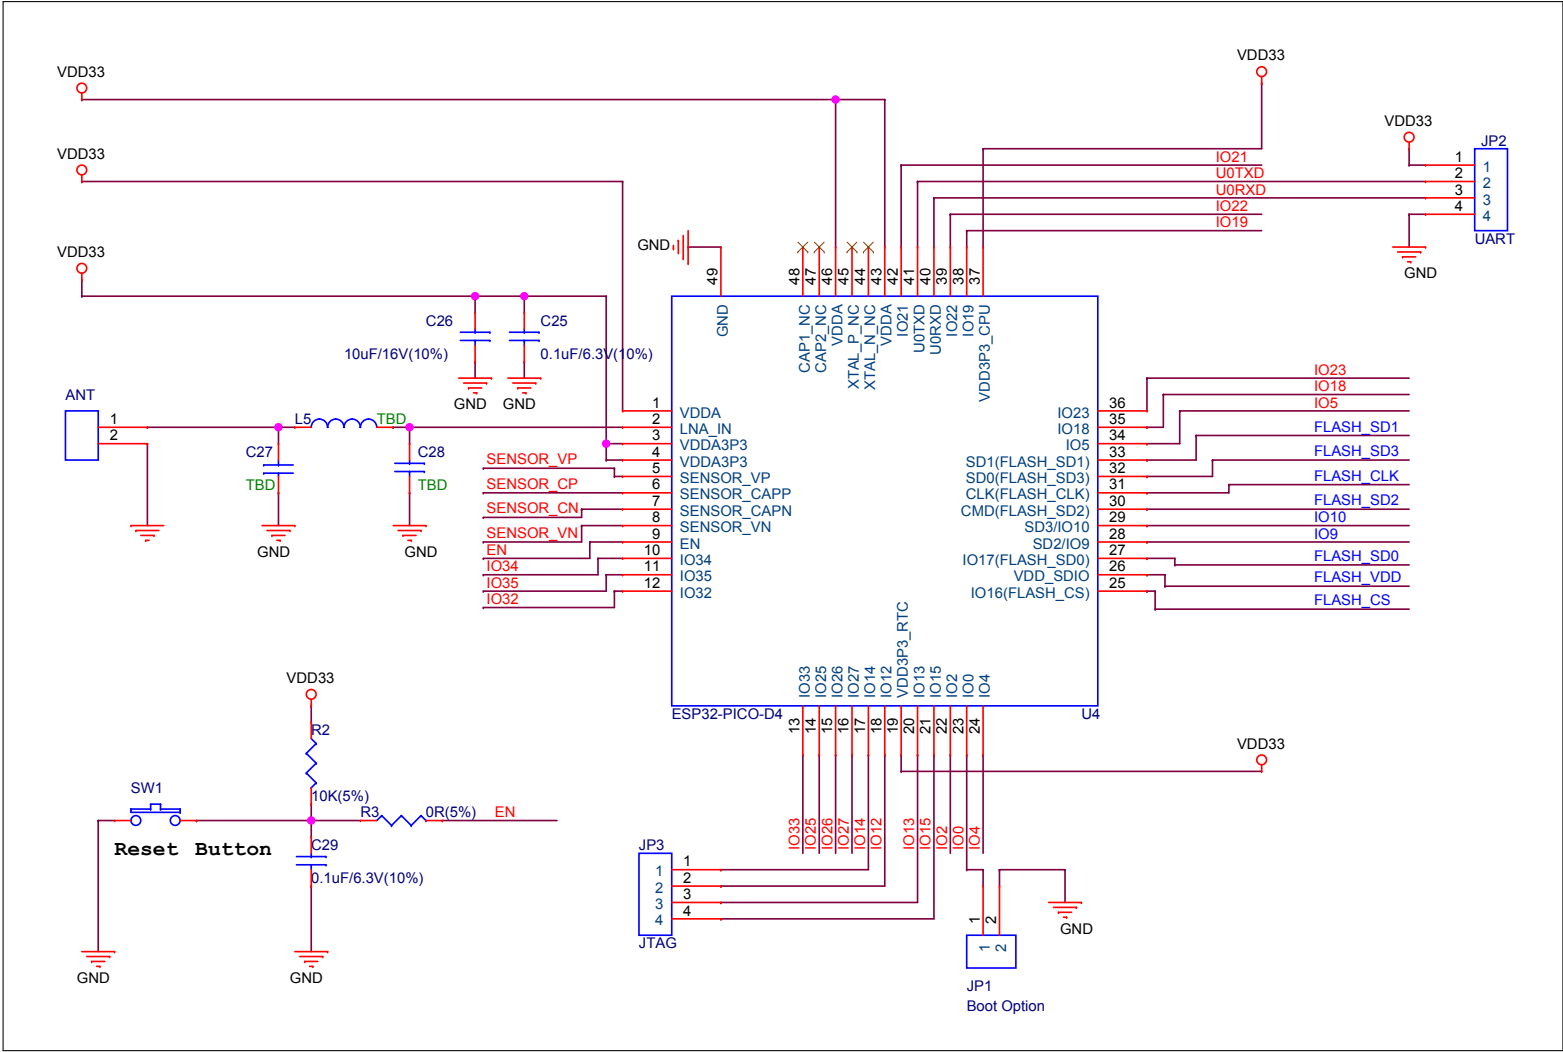 VDD33
VDD33
VDD33
VDD33
VDD33
JP2
IO21
U0TXD
U0RXD
IO22
IO19
1
2
3
4
1
2
3
4
UART
GND
GND
49
48
47
46
45
44
43
42
41
40
39
38
37
GND
CAP1_NC
CAP2_NC
VDDA
XTAL_P_NC
XTAL_N_NC
VDDA
IO21
U0TXD
U0RXD
IO22
IO19
VDD3P3_CPU
C26
10uF/16V(10%)
GND
C25
0.1uF/6.3V(10%)
GND
ANT
1
2
L5
TBD
C27
TBD
GND
C28
TBD
GND
SENSOR_VP
SENSOR_CP
SENSOR_CN
SENSOR_VN
EN
IO34
IO35
IO32
1
2
3
4
5
6
7
8
9
10
11
12
VDDA
LNA_IN
VDDA3P3
VDDA3P3
SENSOR_VP
SENSOR_CAPP
SENSOR_CAPN
SENSOR_VN
EN
IO34
IO35
IO32
IO23
IO18
IO5
SD1(FLASH_SD1)
SD0(FLASH_SD3)
CLK(FLASH_CLK)
CMD(FLASH_SD2)
SD3/IO10
SD2/IO9
IO17(FLASH_SD0)
VDD_SDIO
IO16(FLASH_CS)
36
35
34
33
32
31
30
29
28
27
26
25
IO23
IO18
IO5
FLASH_SD1
FLASH_SD3
FLASH_CLK
FLASH_SD2
IO10
IO9
FLASH_SD0
FLASH_VDD
FLASH_CS
IO33
IO25
IO26
IO27
IO14
IO12
VDD3P3_RTC
IO13
IO15
IO2
IO0
IO4
ESP32-PICO-D4
U4
13
14
15
16
17
18
19
20
21
22
23
24
VDD33
IO33
IO25
IO26
IO27
IO14
IO12
IO13
IO15
IO2
IO0
IO4
VDD33
R2
10K(5%)
SW1
Reset Button
R3
0R(5%)
EN
C29
0.1uF/6.3V(10%)
GND
GND
JP3
1
2
3
4
1
2
3
4
JTAG
1
2
1
2
GND
JP1
Boot Option